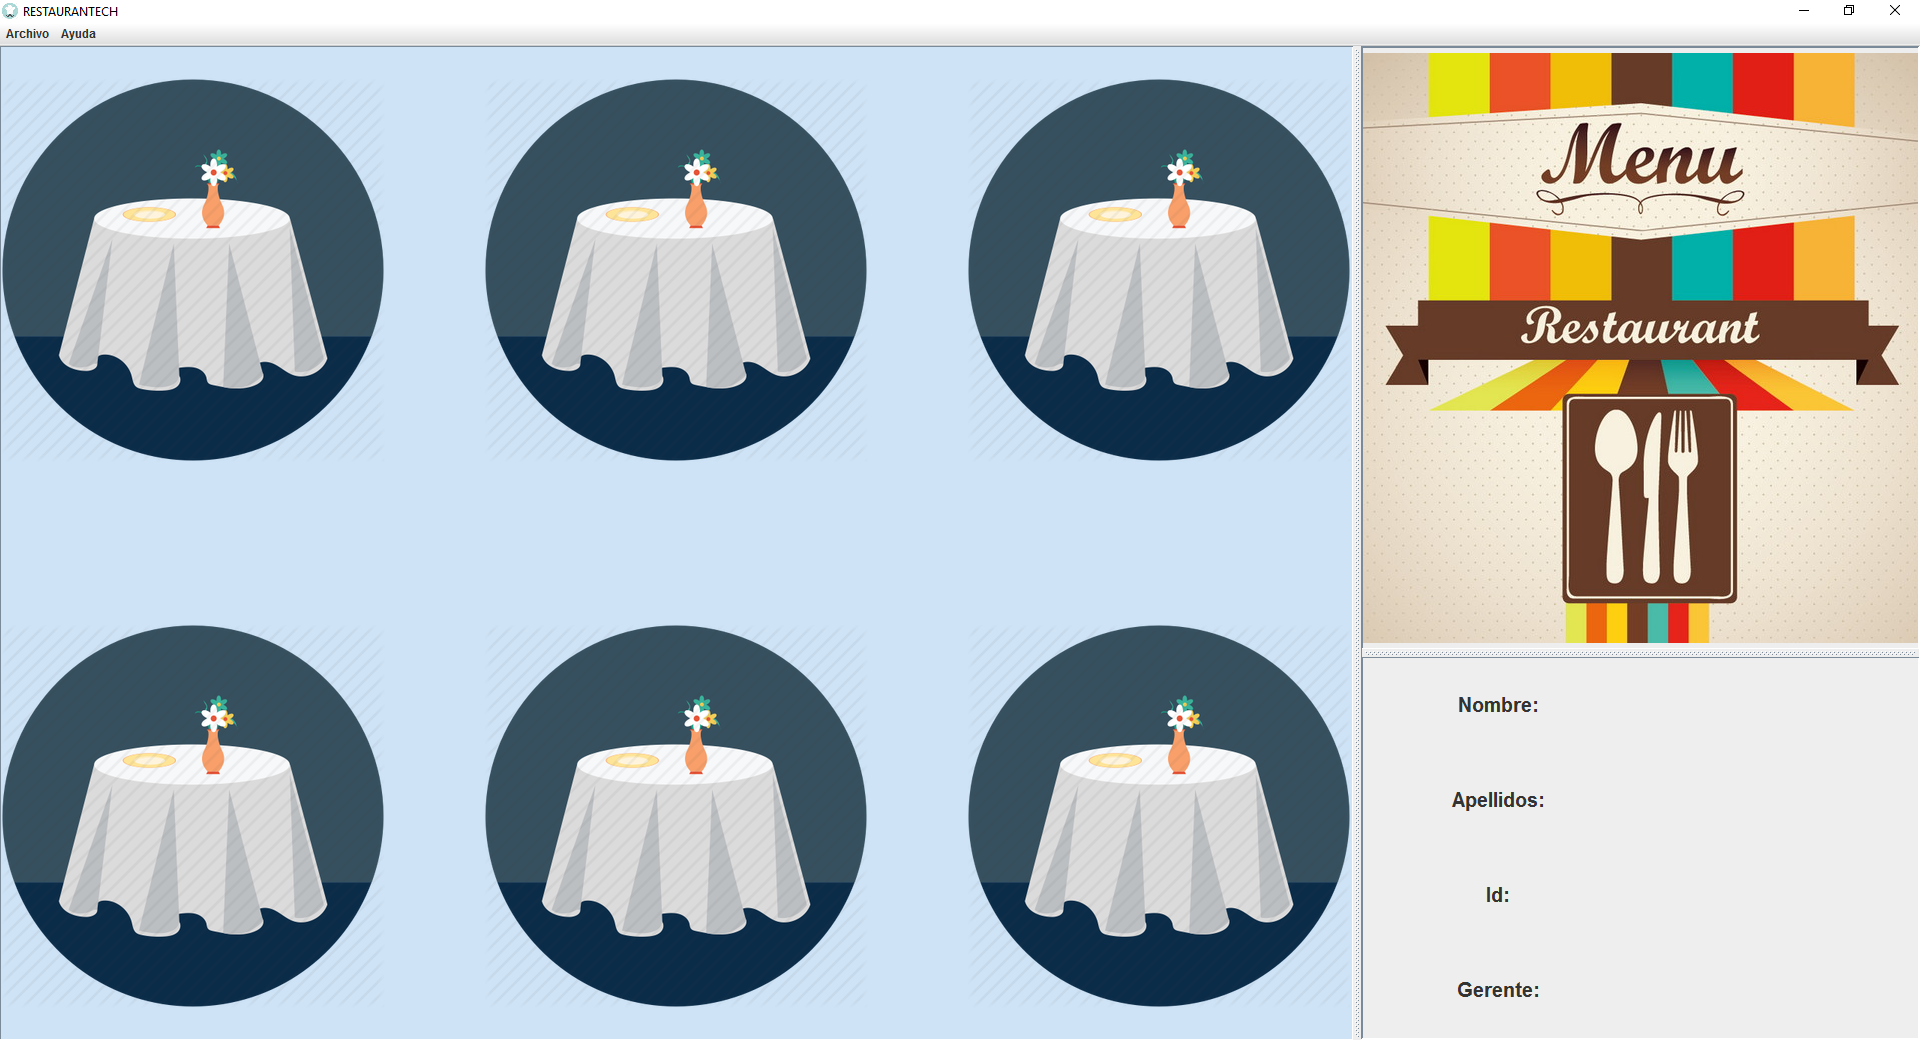 RESTAURANTECH
Archivo Ayuda
Menu
Restaurant
Nombre:
Apellidos:
Id:
Gerente: